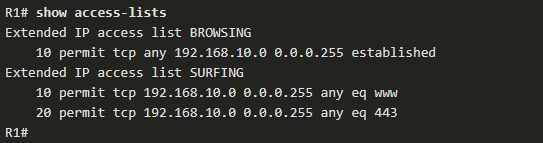 R1# show access-lists
Extended IP access list BROWSING
    10 permit tcp any 192.168.10.0 0.0.0.255 established
Extended IP access list SURFING
    10 permit tcp 192.168.10.0 0.0.0.255 any eq www
    20 permit tcp 192.168.10.0 0.0.0.255 any eq 443
R1#